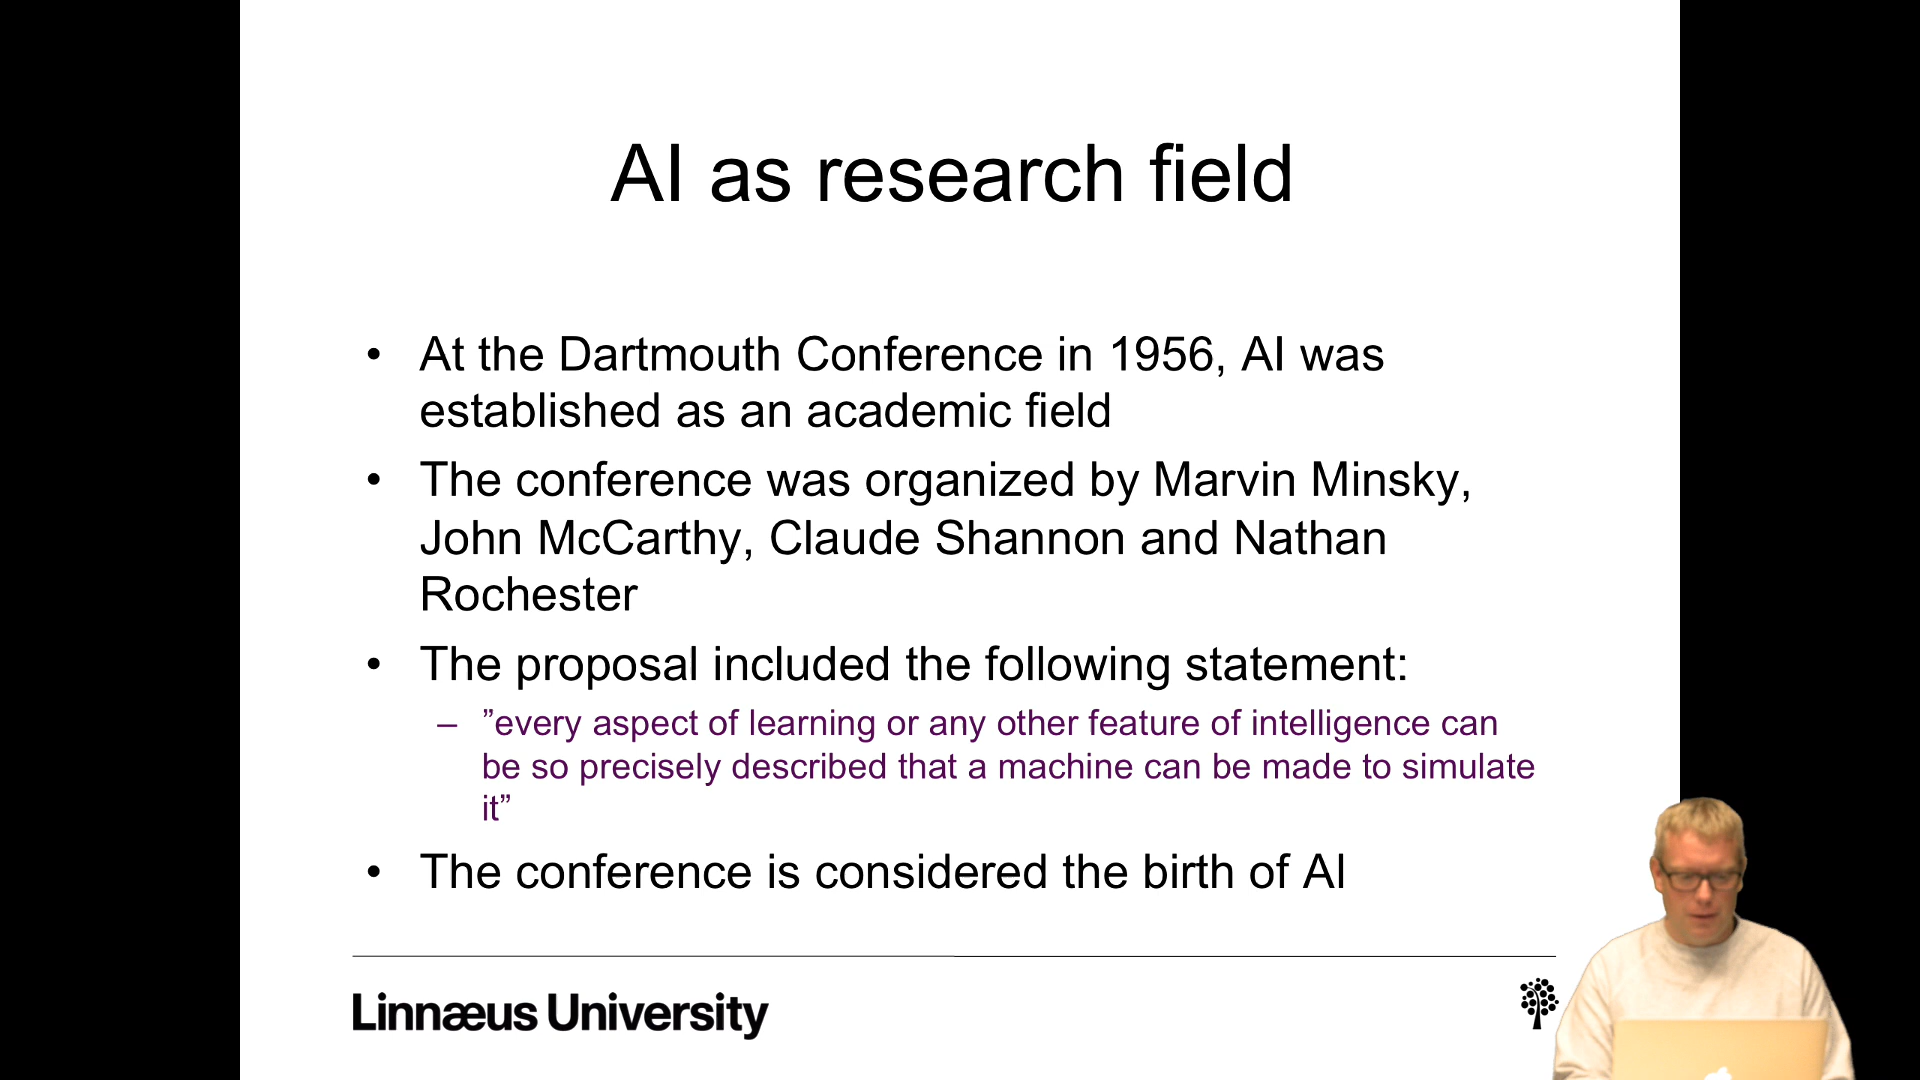 AI as research field
• At the Dartmouth Conference in 1956, AI was
established as an academic field
• The conference was organized by Marvin Minsky,
John McCarthy, Claude Shannon and Nathan
Rochester
• The proposal included the following statement:
– ”every aspect of learning or any other feature of intelligence can
be so precisely described that a machine can be made to simulate
it”
• The conference is considered the birth of AI
Linnæus University